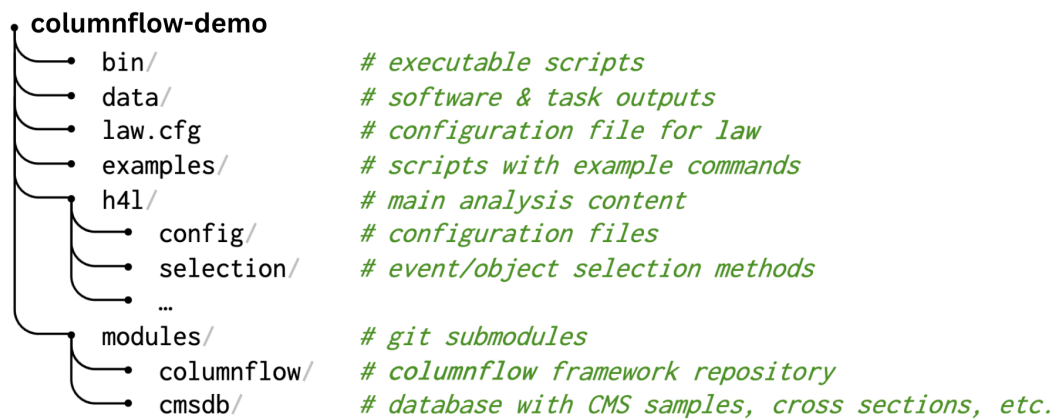 columnflow-demo
bin/ # executable scripts
data/ # software & task outputs
law.cfg # configuration file for law
examples/ # scripts with example commands
h4l/ # main analysis content
config/ # configuration files
selection/ # event/object selection methods
…
modules/ # git submodules
columnflow/ # columnflow framework repository
cmsdb/ # database with CMS samples, cross sections, etc.